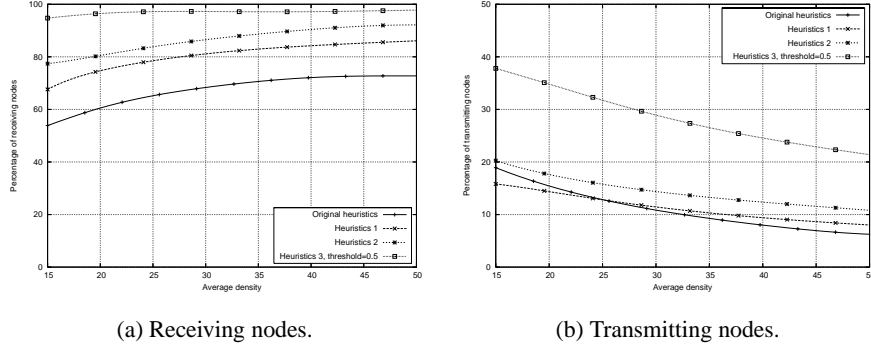 Percentage of receiving nodes
100
80
60
40
20
0
Original heuristics
Heuristics 1
Heuristics 2
Heuristics 3, threshold=0.5
15 20 25 30 35 40 45 50
Average density
(a) Receiving nodes.
Percentage of transmitting nodes
50
40
30
20
10
0
Original heuristics
Heuristics 1
Heuristics 2
Heuristics 3, threshold=0.5
15 20 25 30 35 40 45 5
Average density
(b) Transmitting nodes.